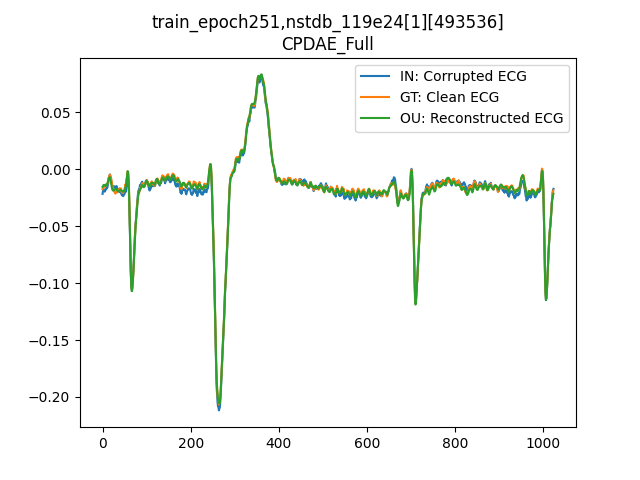 train_epoch251,nstdb_119e24[1][493536]
CPDAE_Full
IN: Corrupted ECG
GT: Clean ECG
OU: Reconstructed ECG
0.05
0.00
−0.05
−0.10
−0.15
−0.20
0 200 400 600 800 1000